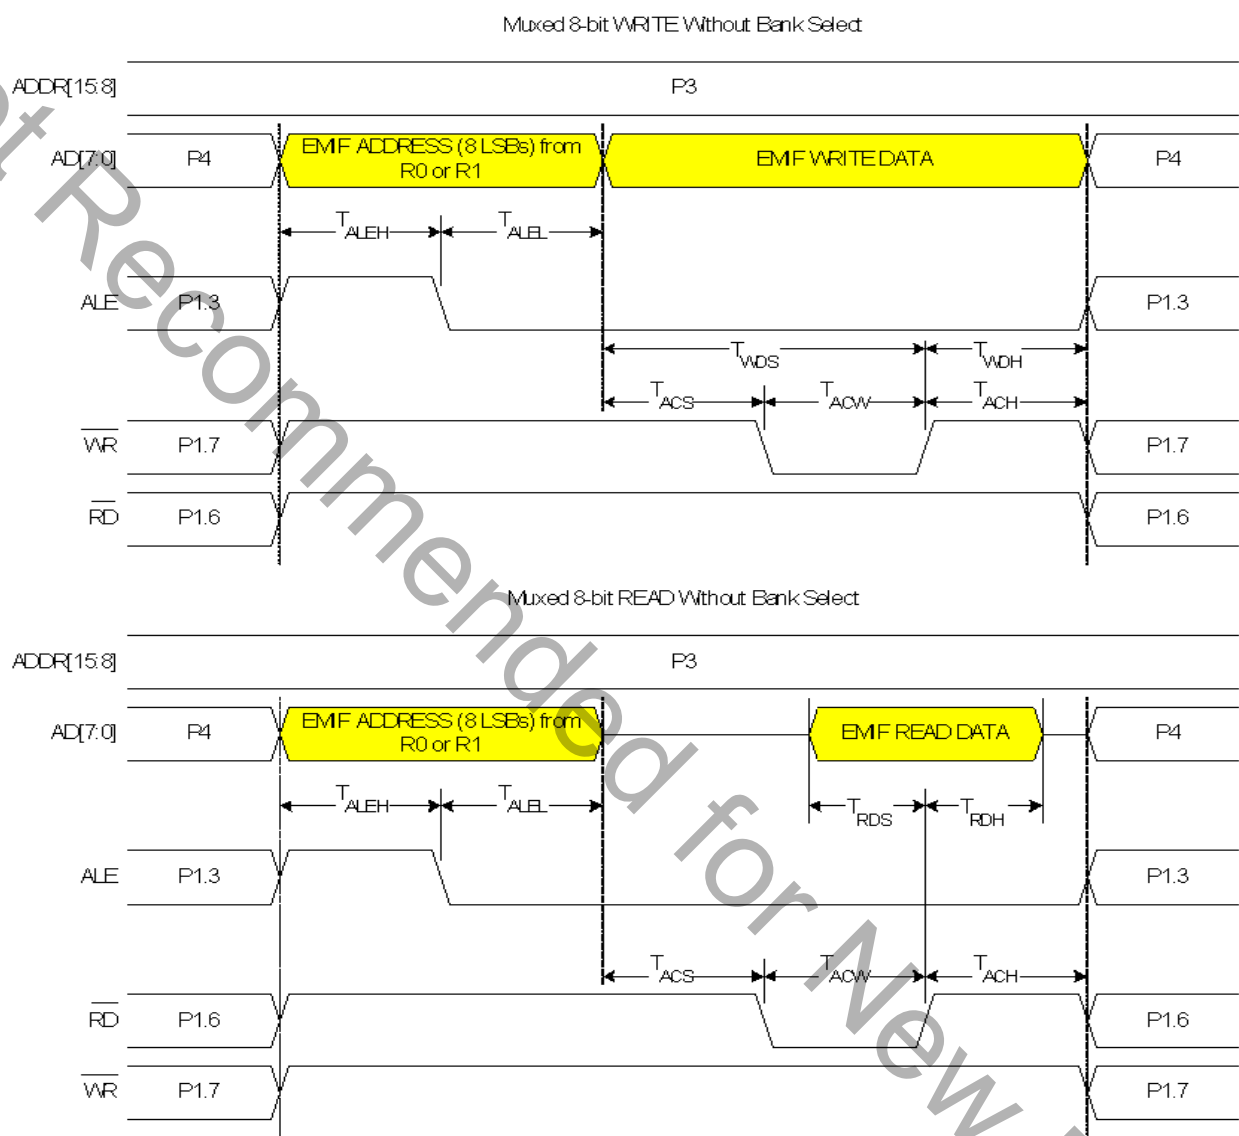 Muxed 8-bit WRITE Without Bank Select
ADDR[15:8] P3
AD[7:0] P4 EMIF ADDRESS (8 LSBs) from R0 or R1 EMIF WRITE DATA P4
TALEH TALEL
ALE P1.3 P1.3
TWDS TWDH
TACS TACW TACH
WR P1.7 P1.7
RD P1.6 P1.6
Muxed 8-bit READ Without Bank Select
ADDR[15:8] P3
AD[7:0] P4 EMIF ADDRESS (8 LSBs) from R0 or R1 EMIF READ DATA P4
TALEH TALEL TRDS TRDH
ALE P1.3 P1.3
TACS TACW TACH
RD P1.6 P1.6
WR P1.7 P1.7
Recommended for New